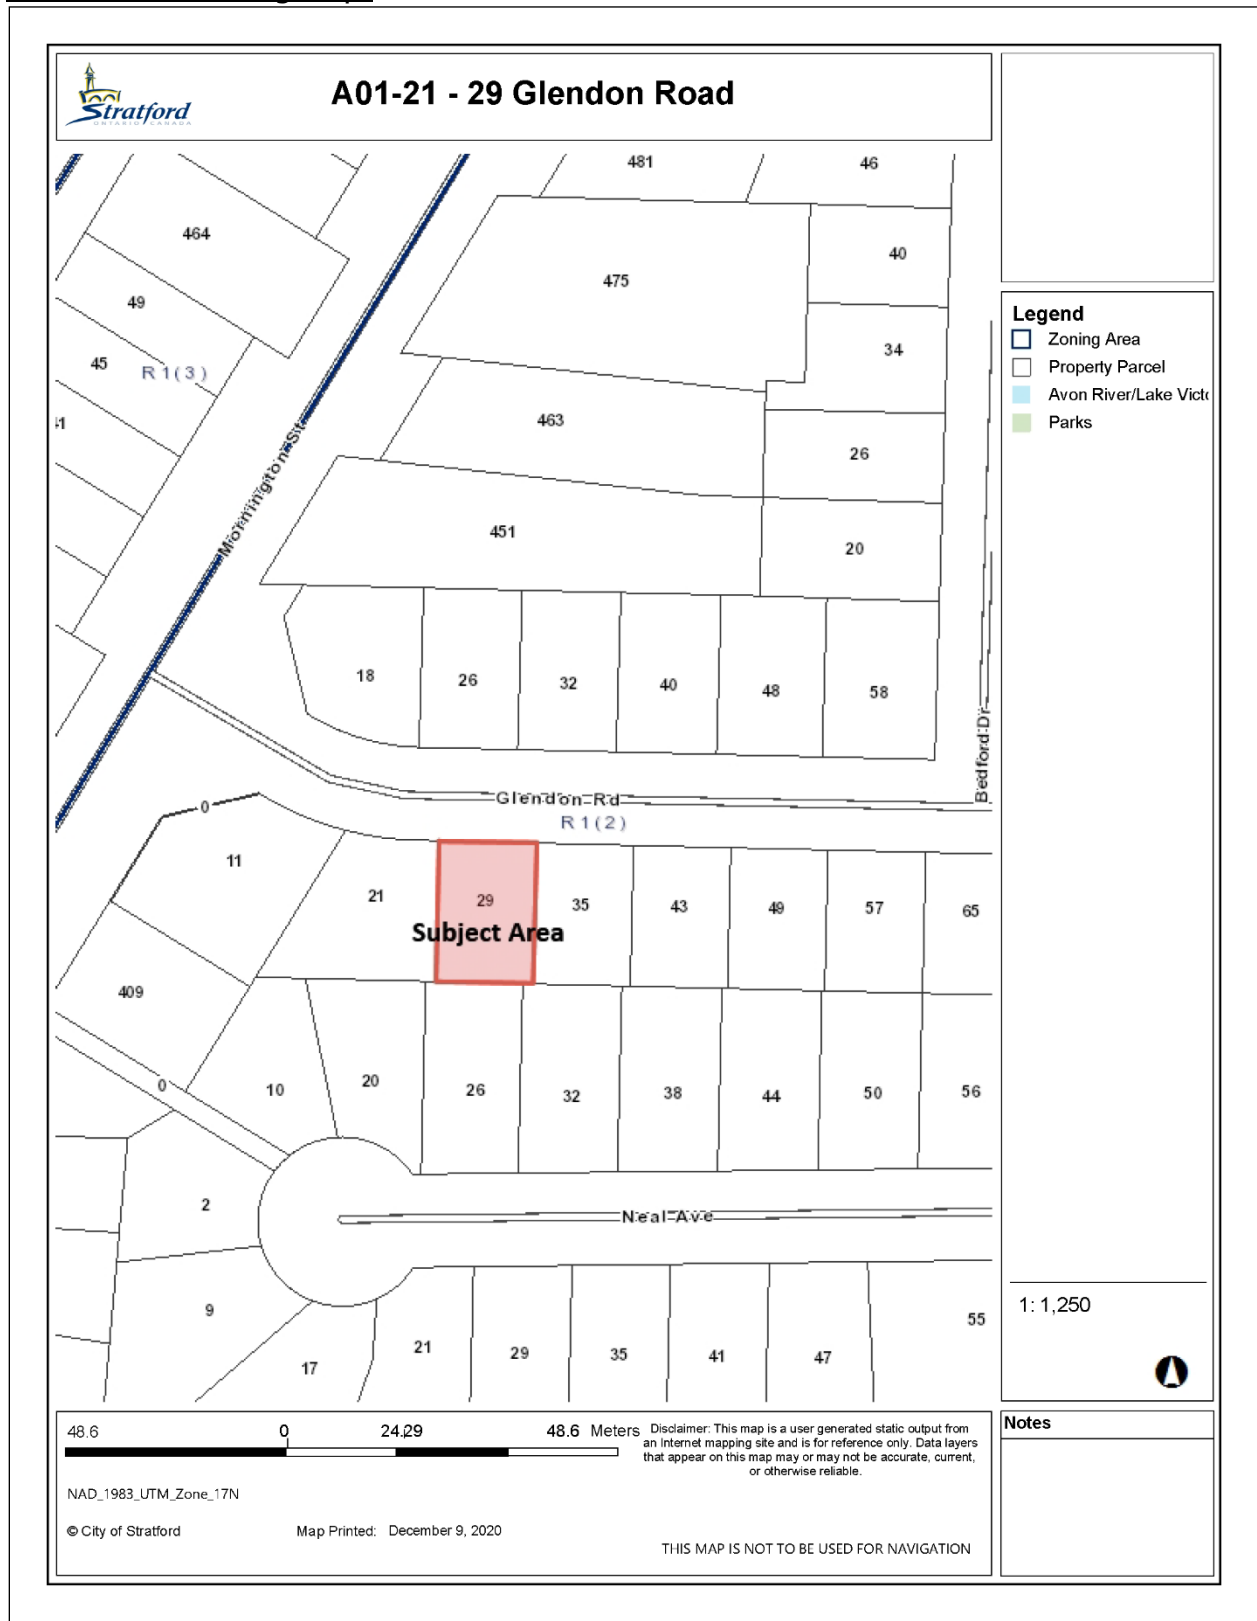 Stratford
ONTARIO CANADA
A01-21 - 29 Glendon Road
481
46
464
40
475
49
34
45
R1(3)
463
41
26
Mornington St
451
20
18
26
32
40
48
58
Bedford Dr
Glendon Rd
0
R1(2)
11
21
29
35
43
49
57
65
Subject Area
409
0
10
20
26
32
38
44
50
56
2
Neal Ave
9
17
21
29
35
41
47
55
Legend
Zoning Area
Property Parcel
Avon River/Lake Victo
Parks
1: 1,250
48.6 0 24.29 48.6 Meters
Disclaimer: This map is a user generated static output from
an Internet mapping site and is for reference only. Data layers
that appear on this map may or may not be accurate, current,
or otherwise reliable.
NAD_1983_UTM_Zone_17N
© City of Stratford
Map Printed: December 9, 2020
THIS MAP IS NOT TO BE USED FOR NAVIGATION
Notes